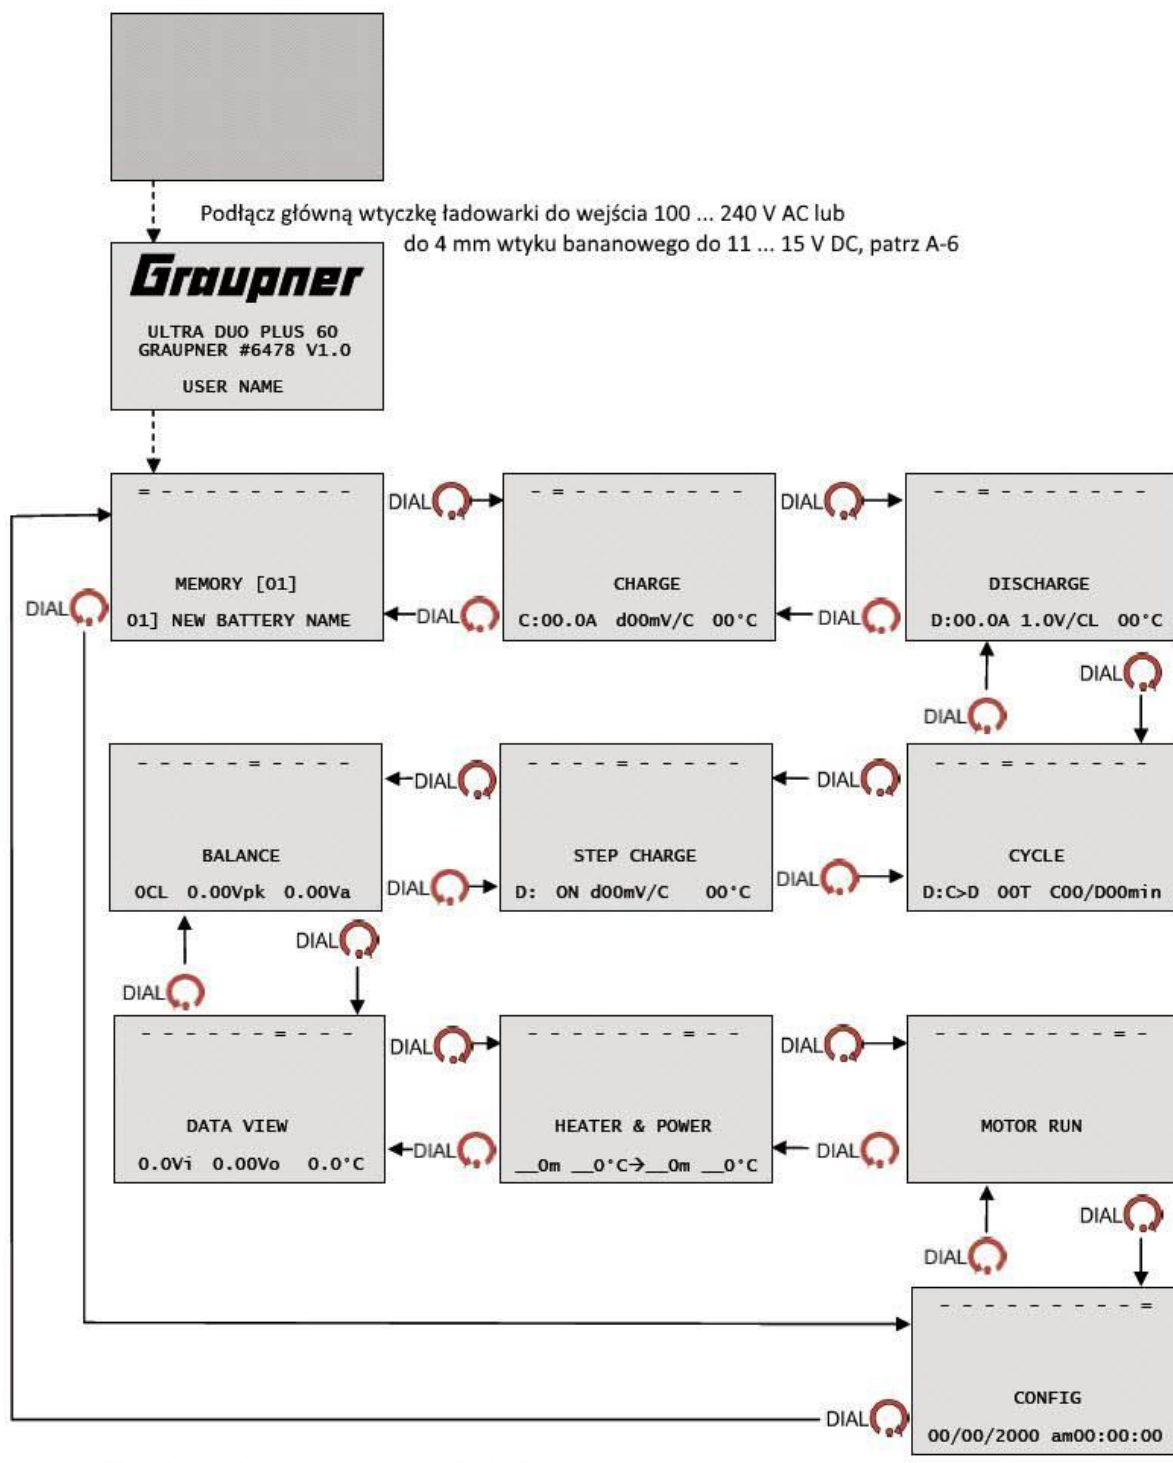 Podłącz główną wtyczkę ładowarki do wejścia 100 ... 240 V AC lub
do 4 mm wtyku bananowego do 11 ... 15 V DC, patrz A-6
Graupner
ULTRA DUO PLUS 60
GRAUPNER #6478 V1.0
USER NAME
= - - - - - - - - -
MEMORY [01]
01] NEW BATTERY NAME
DIAL
DIAL
DIAL
- = - - - - - - - -
CHARGE
C:00.0A d00mV/C 00°C
DIAL
DIAL
- - = - - - - - - -
DISCHARGE
D:00.0A 1.0V/CL 00°C
DIAL
DIAL
- - - - - = - - - -
BALANCE
0CL 0.00Vpk 0.00Va
DIAL
DIAL
- - - - = - - - - -
STEP CHARGE
D: ON d00mV/C 00°C
DIAL
DIAL
- - - = - - - - - -
CYCLE
D:C>D 00T C00/D00min
DIAL
DIAL
- - - - - - = - - -
DATA VIEW
0.0Vi 0.00Vo 0.0°C
DIAL
DIAL
- - - - - - - = - -
HEATER & POWER
__0m __0°C→__0m __0°C
DIAL
DIAL
- - - - - - - - = -
MOTOR RUN
DIAL
DIAL
- - - - - - - - - =
CONFIG
00/00/2000 am00:00:00
DIAL